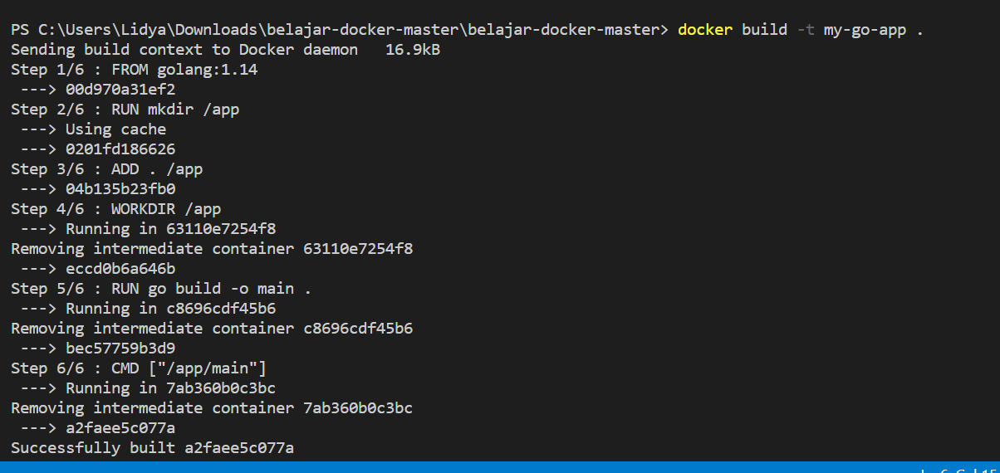 PS C:\Users\Lidya\Downloads\belajar-docker-master\belajar-docker-master> docker build -t my-go-app .
Sending build context to Docker daemon   16.9kB
Step 1/6 : FROM golang:1.14
 ---> 00d970a31ef2
Step 2/6 : RUN mkdir /app
 ---> Using cache
 ---> 0201fd186626
Step 3/6 : ADD . /app
 ---> 04b135b23fb0
Step 4/6 : WORKDIR /app
 ---> Running in 63110e7254f8
Removing intermediate container 63110e7254f8
 ---> eccd0b6a646b
Step 5/6 : RUN go build -o main .
 ---> Running in c8696cdf45b6
Removing intermediate container c8696cdf45b6
 ---> bec57759b3d9
Step 6/6 : CMD ["/app/main"]
 ---> Running in 7ab360b0c3bc
Removing intermediate container 7ab360b0c3bc
 ---> a2faee5c077a
Successfully built a2faee5c077a